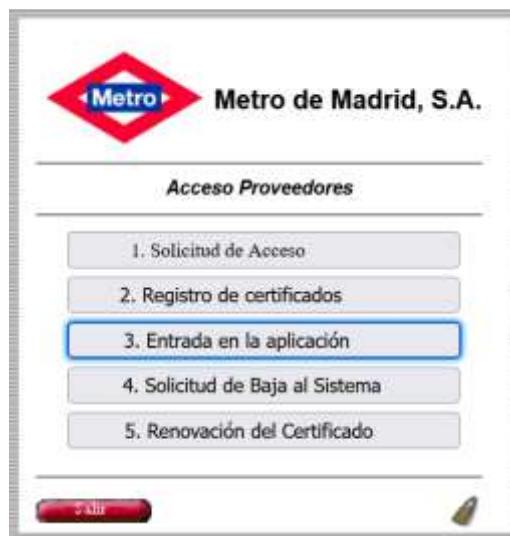 Metro
Metro de Madrid, S.A.
Acceso Proveedores
1. Solicitud de Acceso
2. Registro de certificados
3. Entrada en la aplicación
4. Solicitud de Baja al Sistema
5. Renovación del Certificado
Salir